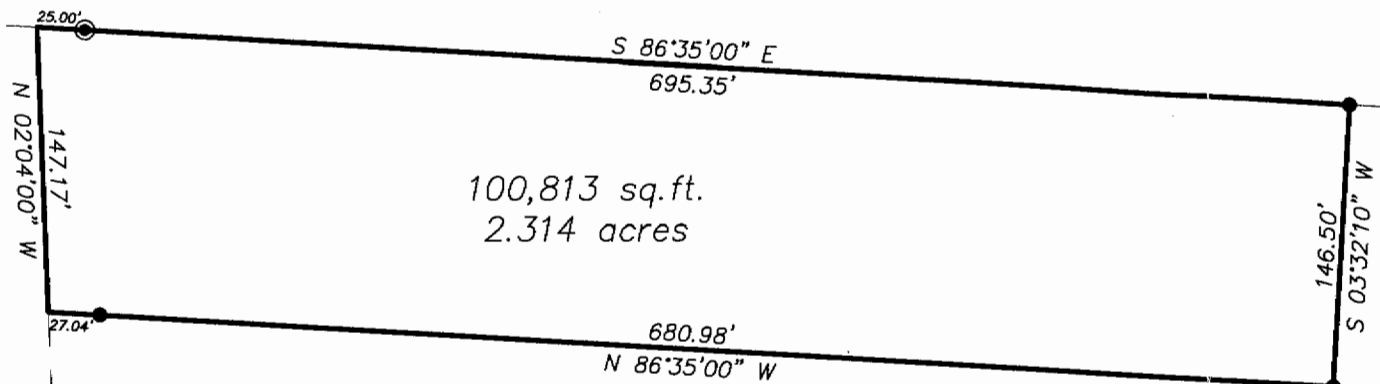 25.00'
S 86°35'00" E
695.35'
N 02°04'00" W
147.17'
100,813 sq.ft.
2.314 acres
146.50'
S 03°32'10" W
27.04'
680.98'
N 86°35'00" W